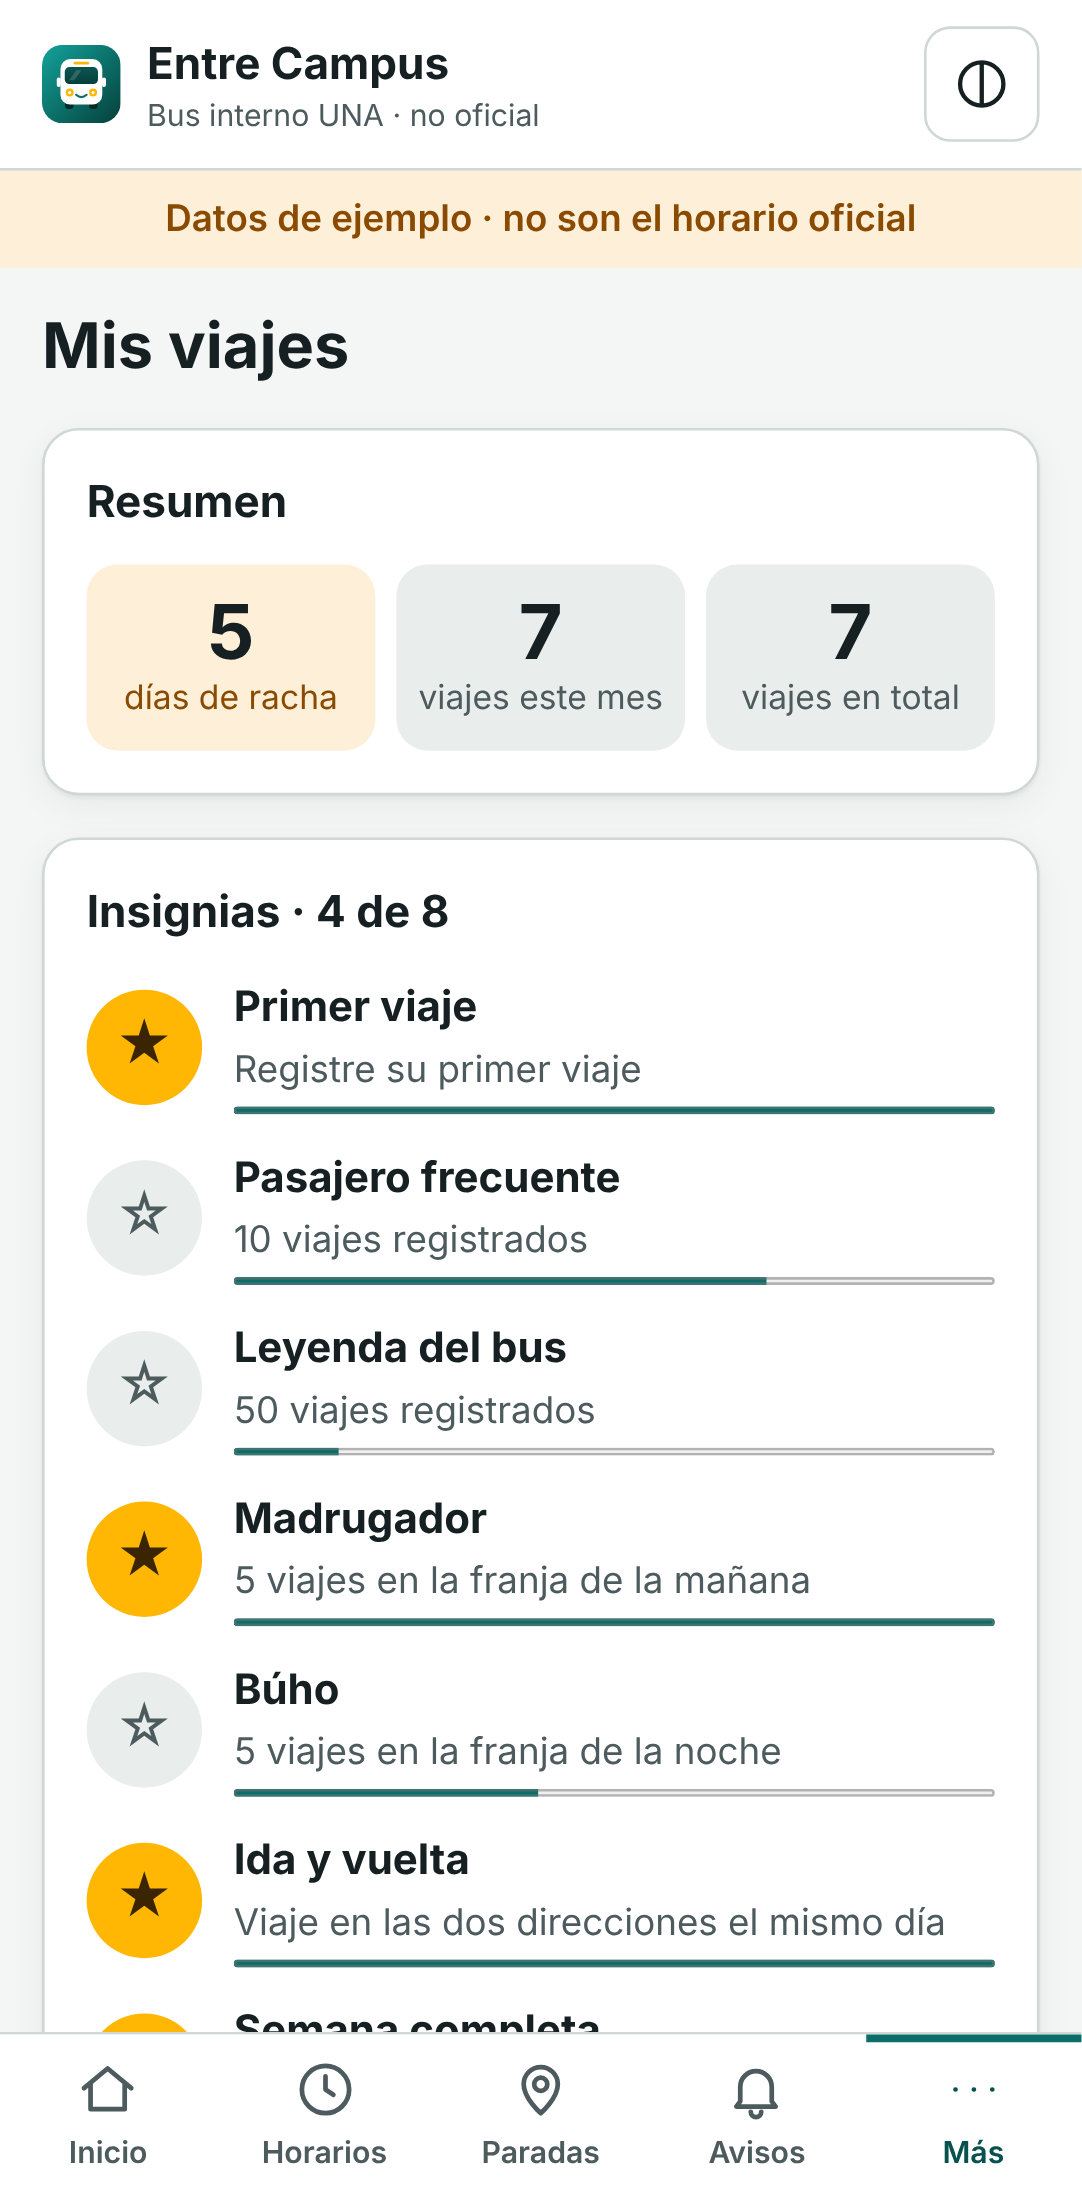 Entre Campus
Bus interno UNA · no oficial
Datos de ejemplo · no son el horario oficial
Mis viajes
Resumen
5
días de racha
7
viajes este mes
7
viajes en total
Insignias · 4 de 8
Primer viaje
Registre su primer viaje
Pasajero frecuente
10 viajes registrados
Leyenda del bus
50 viajes registrados
Madrugador
5 viajes en la franja de la mañana
Búho
5 viajes en la franja de la noche
Ida y vuelta
Viaje en las dos direcciones el mismo día
Semana completa
Inicio
Horarios
Paradas
Avisos
Más